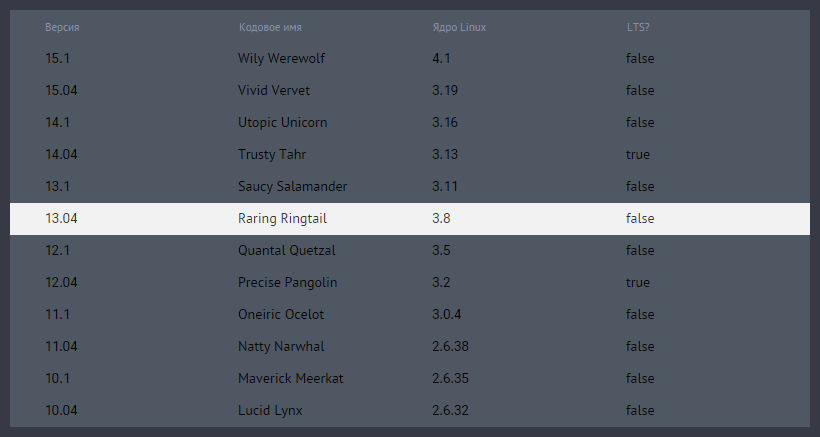 Версия Кодовое имя Ядро Linux LTS?
15.1 Wily Werewolf 4.1 false
15.04 Vivid Vervet 3.19 false
14.1 Utopic Unicorn 3.16 false
14.04 Trusty Tahr 3.13 true
13.1 Saucy Salamander 3.11 false
13.04 Raring Ringtail 3.8 false
12.1 Quantal Quetzal 3.5 false
12.04 Precise Pangolin 3.2 true
11.1 Oneiric Ocelot 3.0.4 false
11.04 Natty Narwhal 2.6.38 false
10.1 Maverick Meerkat 2.6.35 false
10.04 Lucid Lynx 2.6.32 false